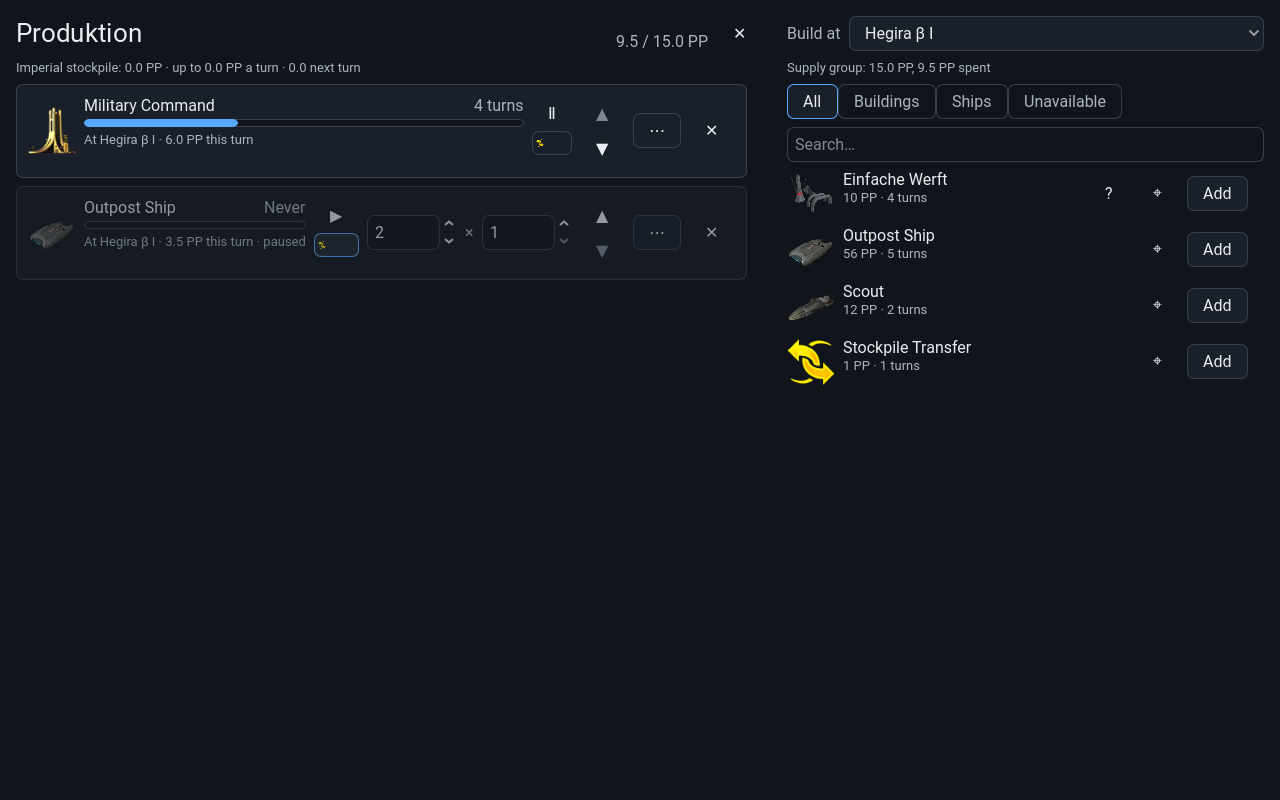 Produktion
9.5 / 15.0 PP
Imperial stockpile: 0.0 PP · up to 0.0 PP a turn · 0.0 next turn
Military Command
4 turns
At Hegira β I · 6.0 PP this turn
Outpost Ship
Never
At Hegira β I · 3.5 PP this turn · paused
2 × 1
Build at
Hegira β I
Supply group: 15.0 PP, 9.5 PP spent
All
Buildings
Ships
Unavailable
Search…
Einfache Werft
10 PP · 4 turns
?
Add
Outpost Ship
56 PP · 5 turns
Add
Scout
12 PP · 2 turns
Add
Stockpile Transfer
1 PP · 1 turns
Add